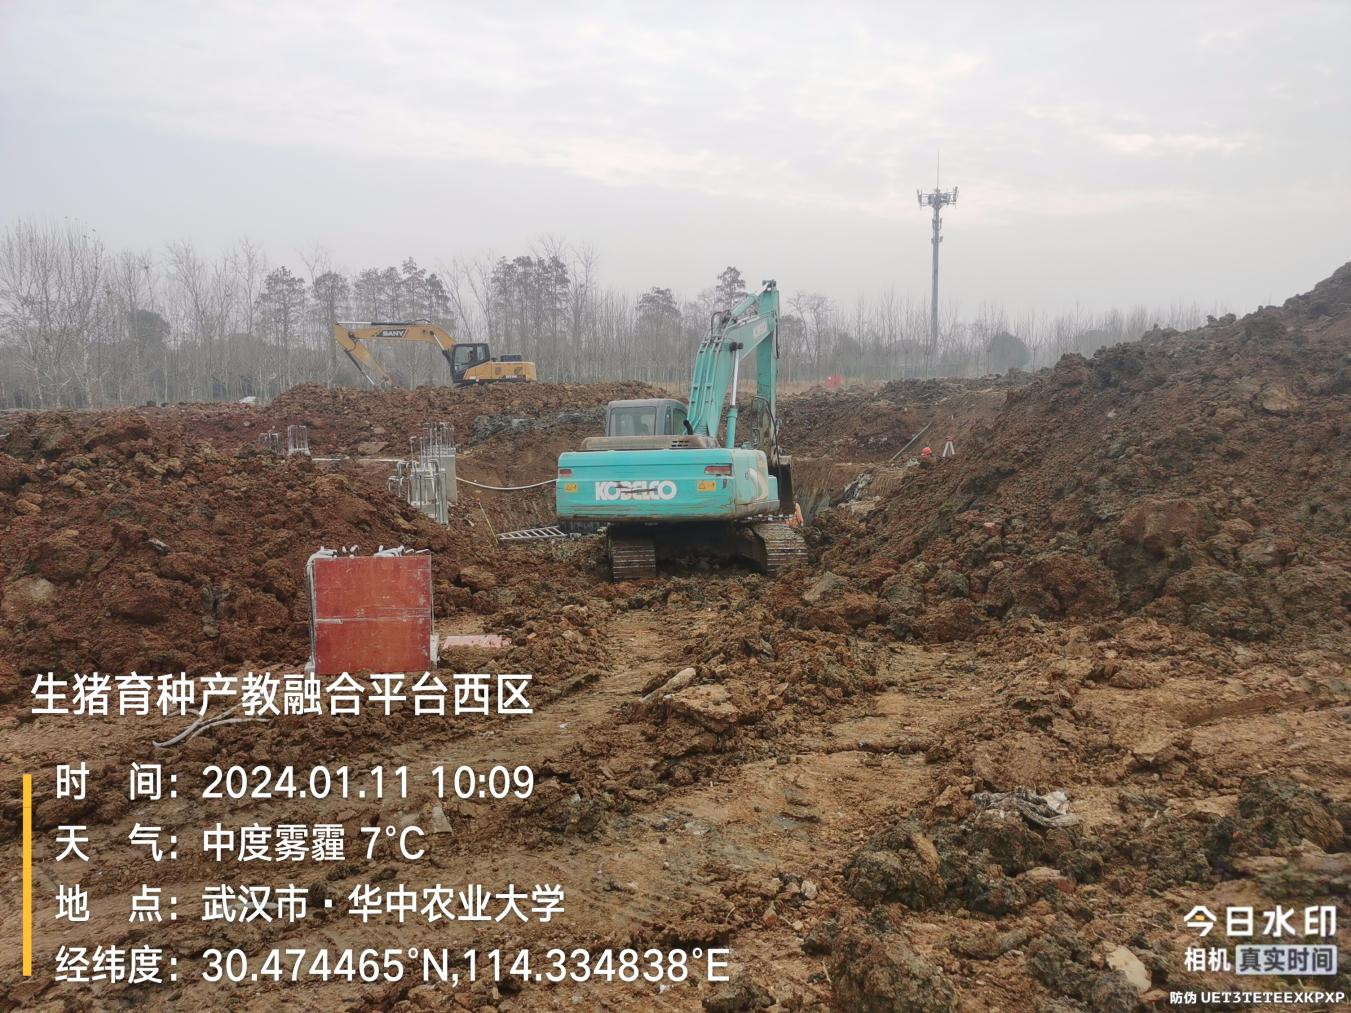 SANY
KOBELCO
生猪育种产教融合平台西区
时 间：2024.01.11 10:09
天 气：中度雾霾 7°C
地 点：武汉市·华中农业大学
经纬度：30.474465°N,114.334838°E
今日水印
相机 真实时间
防伪 UET3TETEEXKPXP